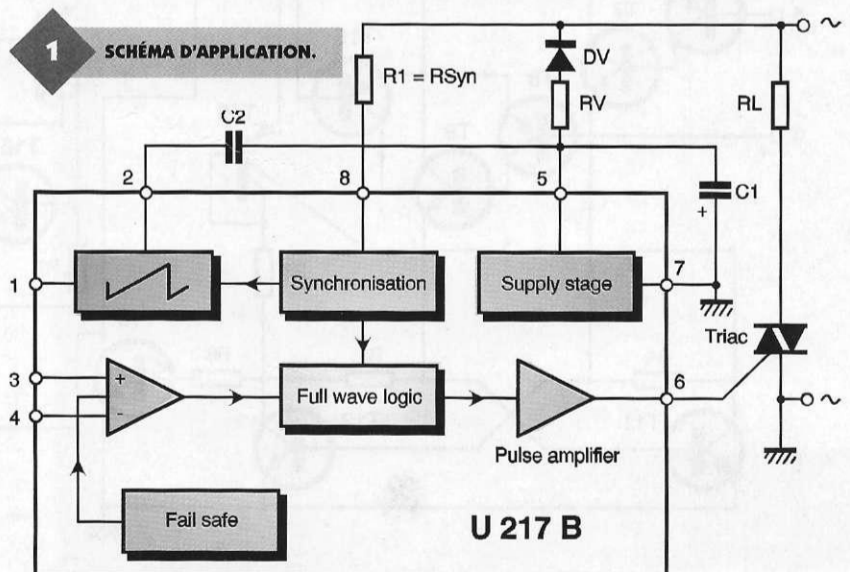 1 SCHÉMA D'APPLICATION.
~
DV
R1 = RSyn
RV
RL
C2
2
8
5
C1
+
1
Synchronisation
Supply stage
7
Triac
3
+
Full wave logic
6
4
-
~
Pulse amplifier
Fail safe
U 217 B